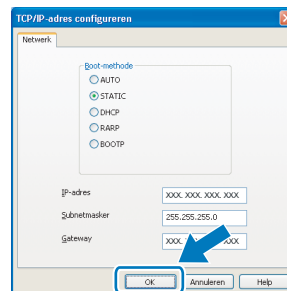 TCP/IP-adres configureren
Netwerk
Boot-methode
AUTO
STATIC
DHCP
RARP
BOOTP
IP-adres
XXX. XXX. XXX. XXX
Subnetmasker
255.255.255.0
Gateway
XXX. XXX
OK
Annuleren
Help